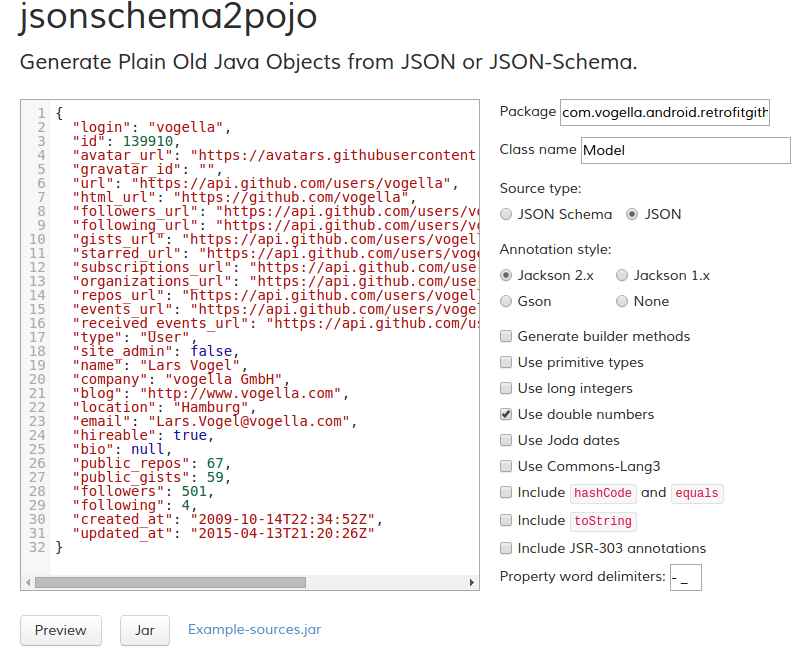 jsonschema2pojo
Generate Plain Old Java Objects from JSON or JSON-Schema.
1 {
2 "login": "vogella",
3 "id": 139910,
4 "avatar_url": "https://avatars.githubusercontent
5 "gravatar_id": "",
6 "url": "https://api.github.com/users/vogella",
7 "html_url": "https://github.com/vogella",
8 "followers_url": "https://api.github.com/users/vo
9 "following_url": "https://api.github.com/users/vo
10 "gists_url": "https://api.github.com/users/vogell
11 "starred_url": "https://api.github.com/users/voge
12 "subscriptions_url": "https://api.github.com/user
13 "organizations_url": "https://api.github.com/user
14 "repos_url": "https://api.github.com/users/vogell
15 "events_url": "https://api.github.com/users/vogel
16 "received_events_url": "https://api.github.com/us
17 "type": "User",
18 "site_admin": false,
19 "name": "Lars Vogel",
20 "company": "vogella GmbH",
21 "blog": "http://www.vogella.com",
22 "location": "Hamburg",
23 "email": "Lars.Vogel@vogella.com",
24 "hireable": true,
25 "bio": null,
26 "public_repos": 67,
27 "public_gists": 59,
28 "followers": 501,
29 "following": 4,
30 "created_at": "2009-10-14T22:34:52Z",
31 "updated_at": "2015-04-13T21:20:26Z"
32 }
Package com.vogella.android.retrofitgith
Class name Model
Source type:
JSON Schema JSON
Annotation style:
Jackson 2.x Jackson 1.x
Gson None
Generate builder methods
Use primitive types
Use long integers
Use double numbers
Use Joda dates
Use Commons-Lang3
Include hashCode and equals
Include toString
Include JSR-303 annotations
Property word delimiters: - _
Preview Jar Example-sources.jar